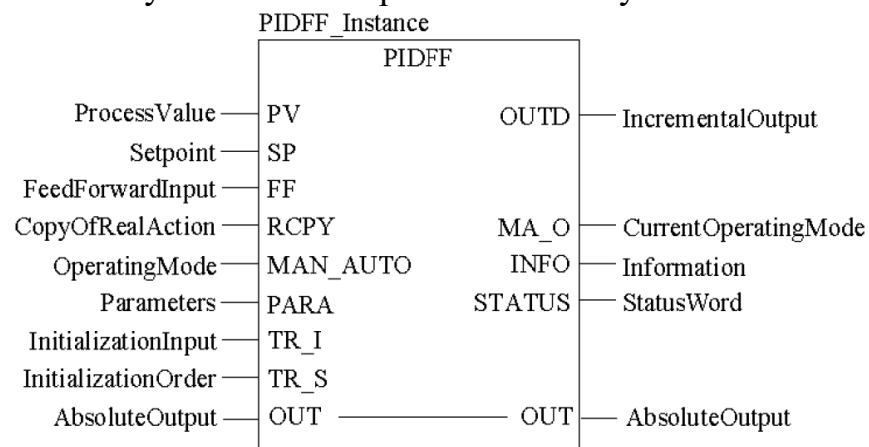 PIDFF_Instance
PIDFF
ProcessValue PV OUTD IncrementalOutput
Setpoint SP
FeedForwardInput FF
CopyOfRealAction RCPY MA_O CurrentOperatingMode
OperatingMode MAN_AUTO INFO Information
Parameters PARA STATUS StatusWord
InitializationInput TR_I
InitializationOrder TR_S
AbsoluteOutput OUT OUT AbsoluteOutput